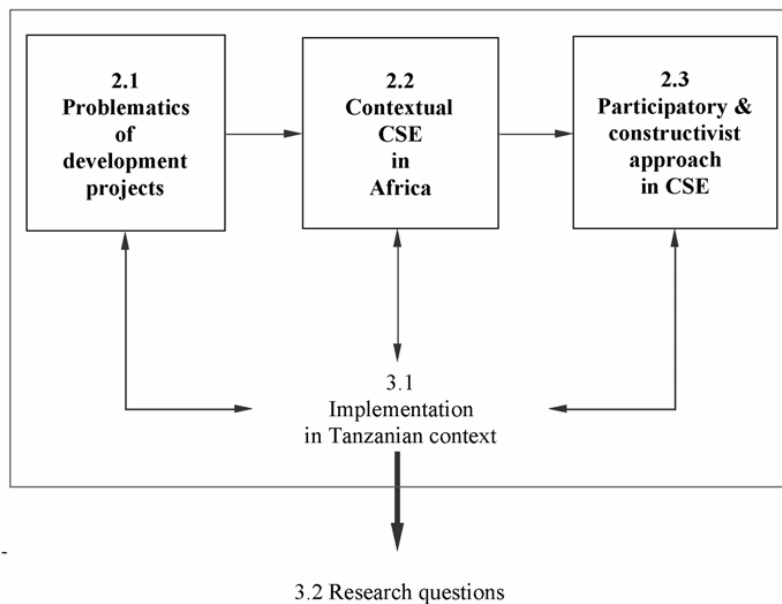 2.1
Problematics
of
development
projects
2.2
Contextual
CSE
in
Africa
2.3
Participatory &
constructivist
approach
in CSE
3.1
Implementation
in Tanzanian context
-
3.2 Research questions